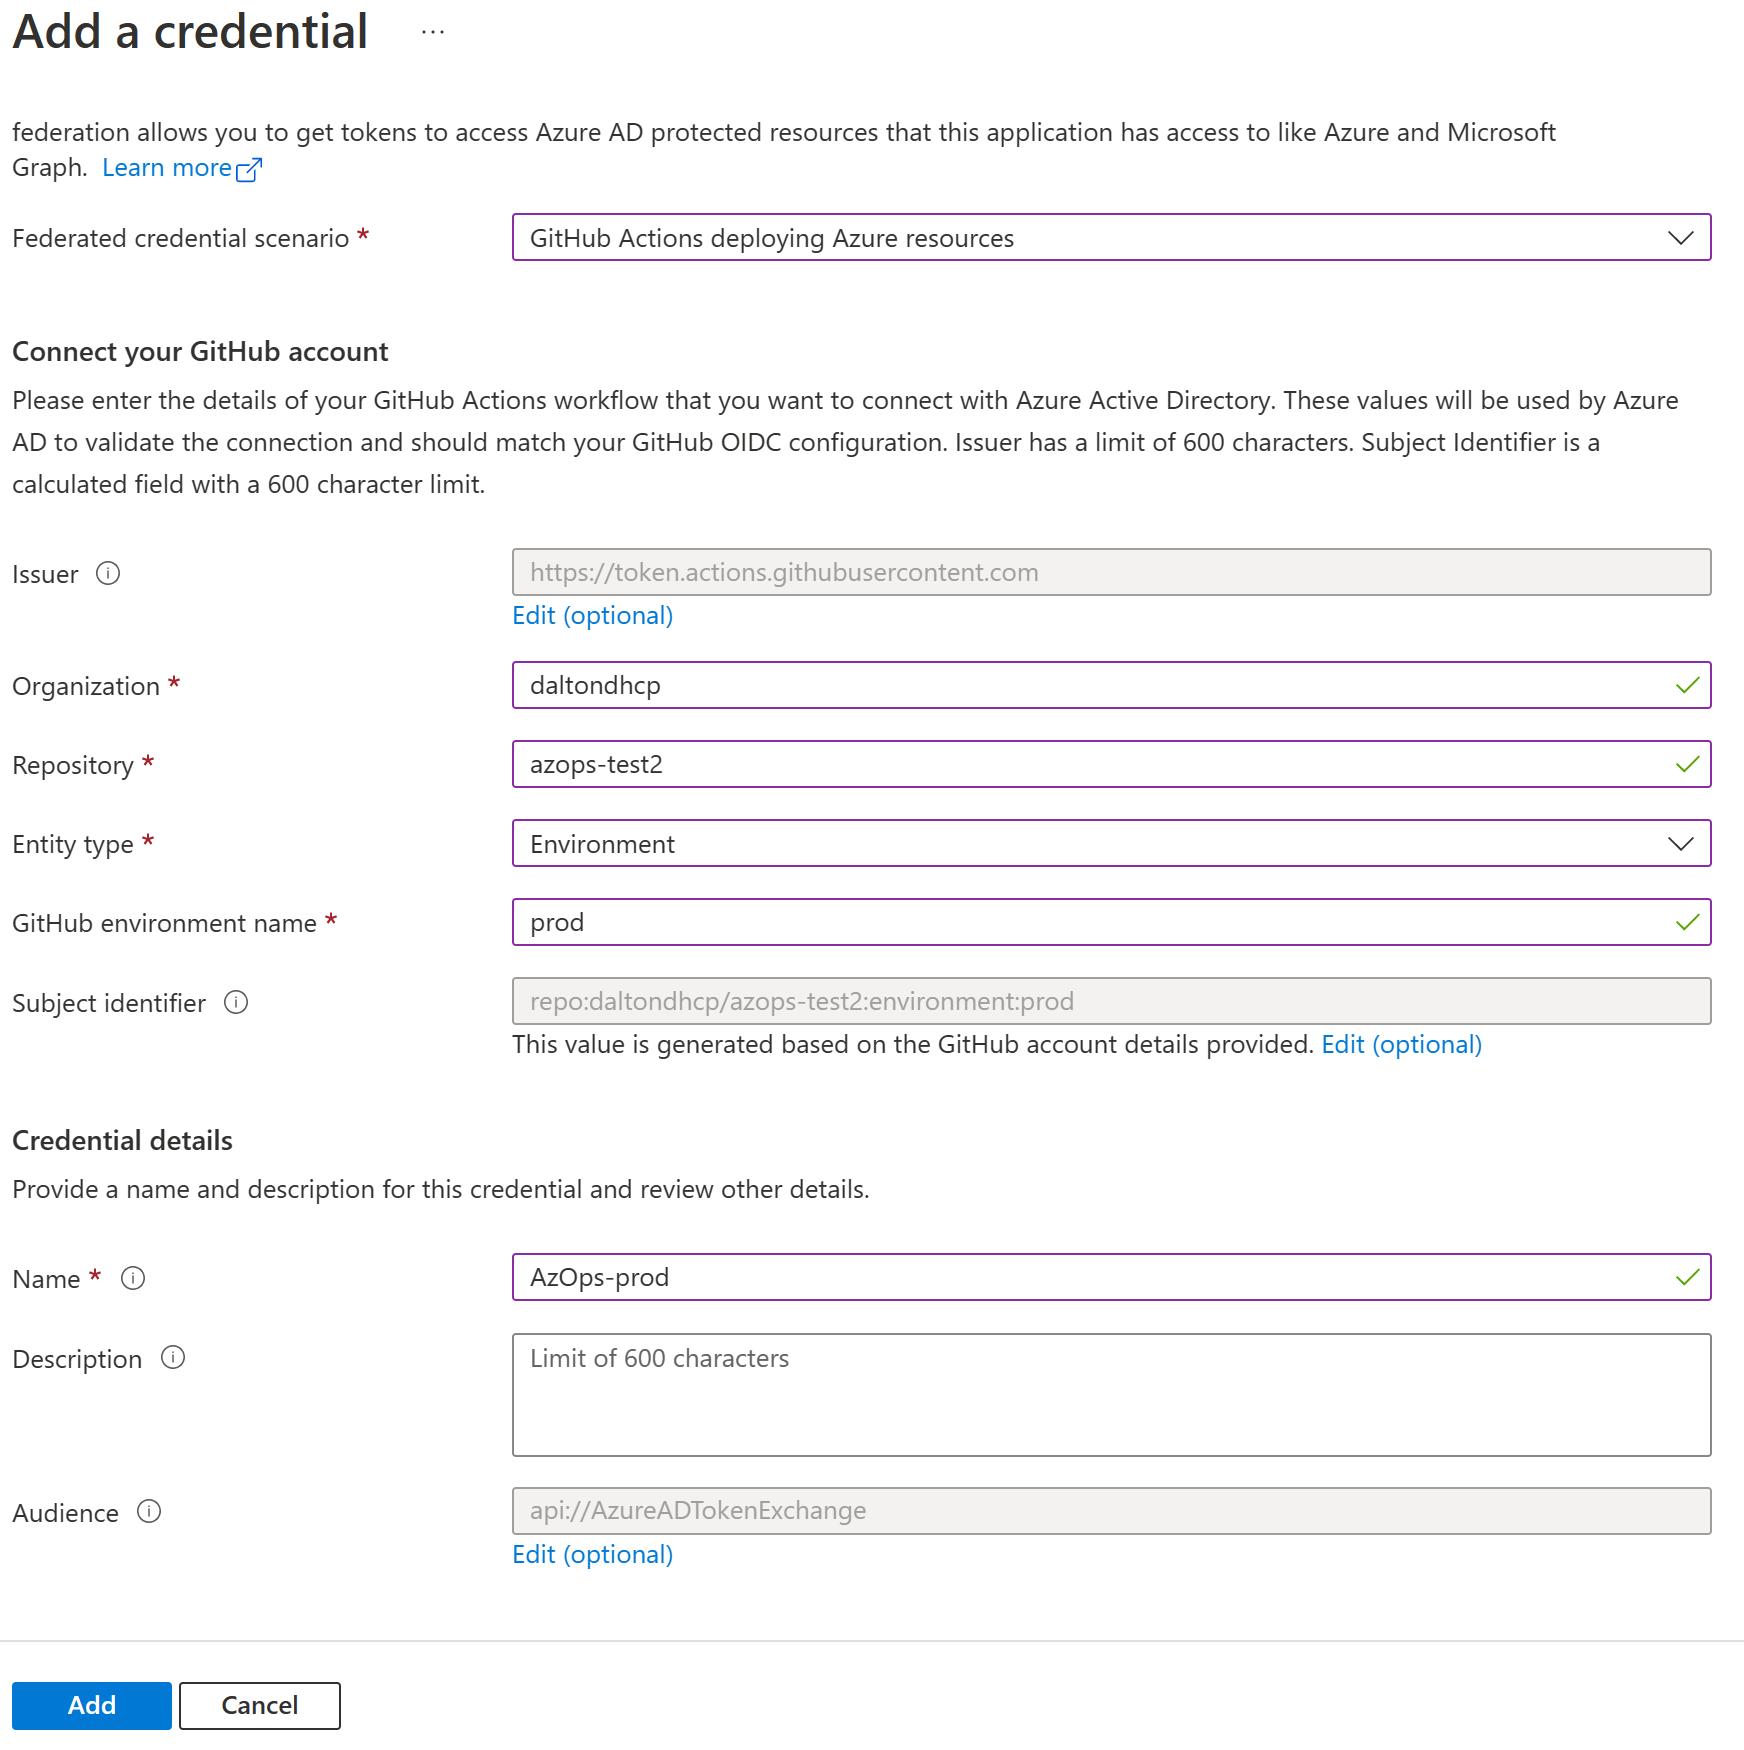 Add a credential ...
federation allows you to get tokens to access Azure AD protected resources that this application has access to like Azure and Microsoft
Graph. Learn more
Federated credential scenario * GitHub Actions deploying Azure resources
Connect your GitHub account
Please enter the details of your GitHub Actions workflow that you want to connect with Azure Active Directory. These values will be used by Azure
AD to validate the connection and should match your GitHub OIDC configuration. Issuer has a limit of 600 characters. Subject Identifier is a
calculated field with a 600 character limit.
Issuer https://token.actions.githubusercontent.com
Edit (optional)
Organization * daltondhcp
Repository * azops-test2
Entity type * Environment
GitHub environment name * prod
Subject identifier repo:daltondhcp/azops-test2:environment:prod
This value is generated based on the GitHub account details provided. Edit (optional)
Credential details
Provide a name and description for this credential and review other details.
Name * AzOps-prod
Description Limit of 600 characters
Audience api://AzureADTokenExchange
Edit (optional)
Add Cancel